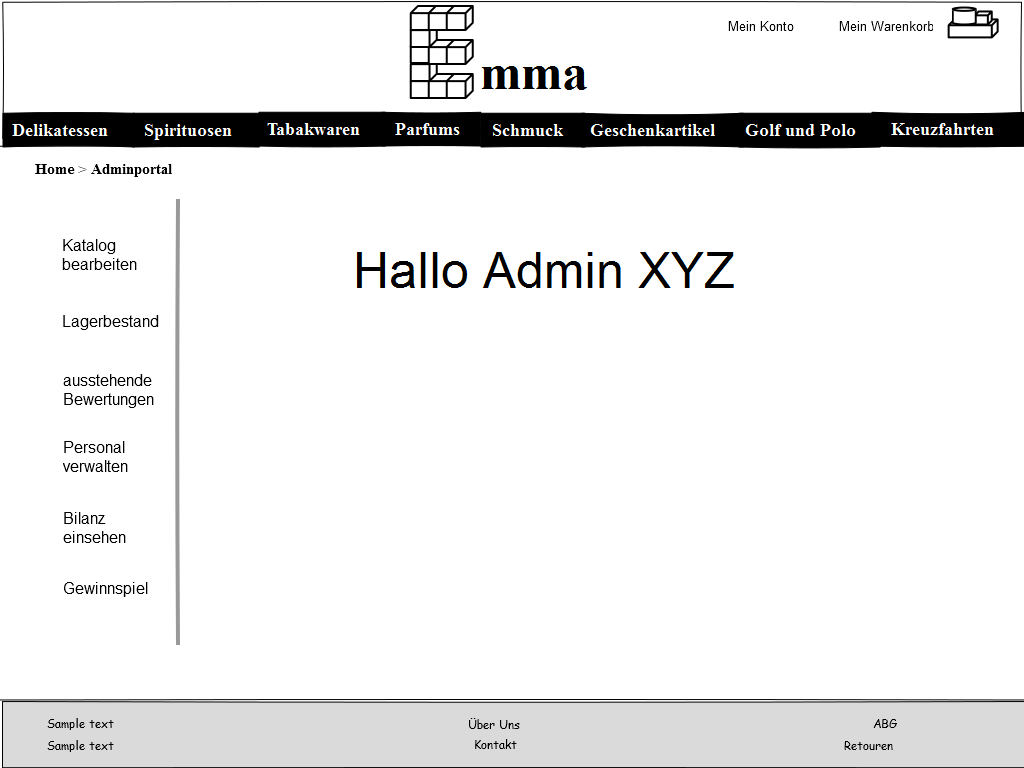 Mein Konto Mein Warenkorb
Emma
Delikatessen Spirituosen Tabakwaren Parfums Schmuck Geschenkartikel Golf und Polo Kreuzfahrten
Home > Adminportal
Katalog
bearbeiten
Lagerbestand
ausstehende
Bewertungen
Personal
verwalten
Bilanz
einsehen
Gewinnspiel
Hallo Admin XYZ
Sample text Über Uns ABG
Sample text Kontakt Retouren